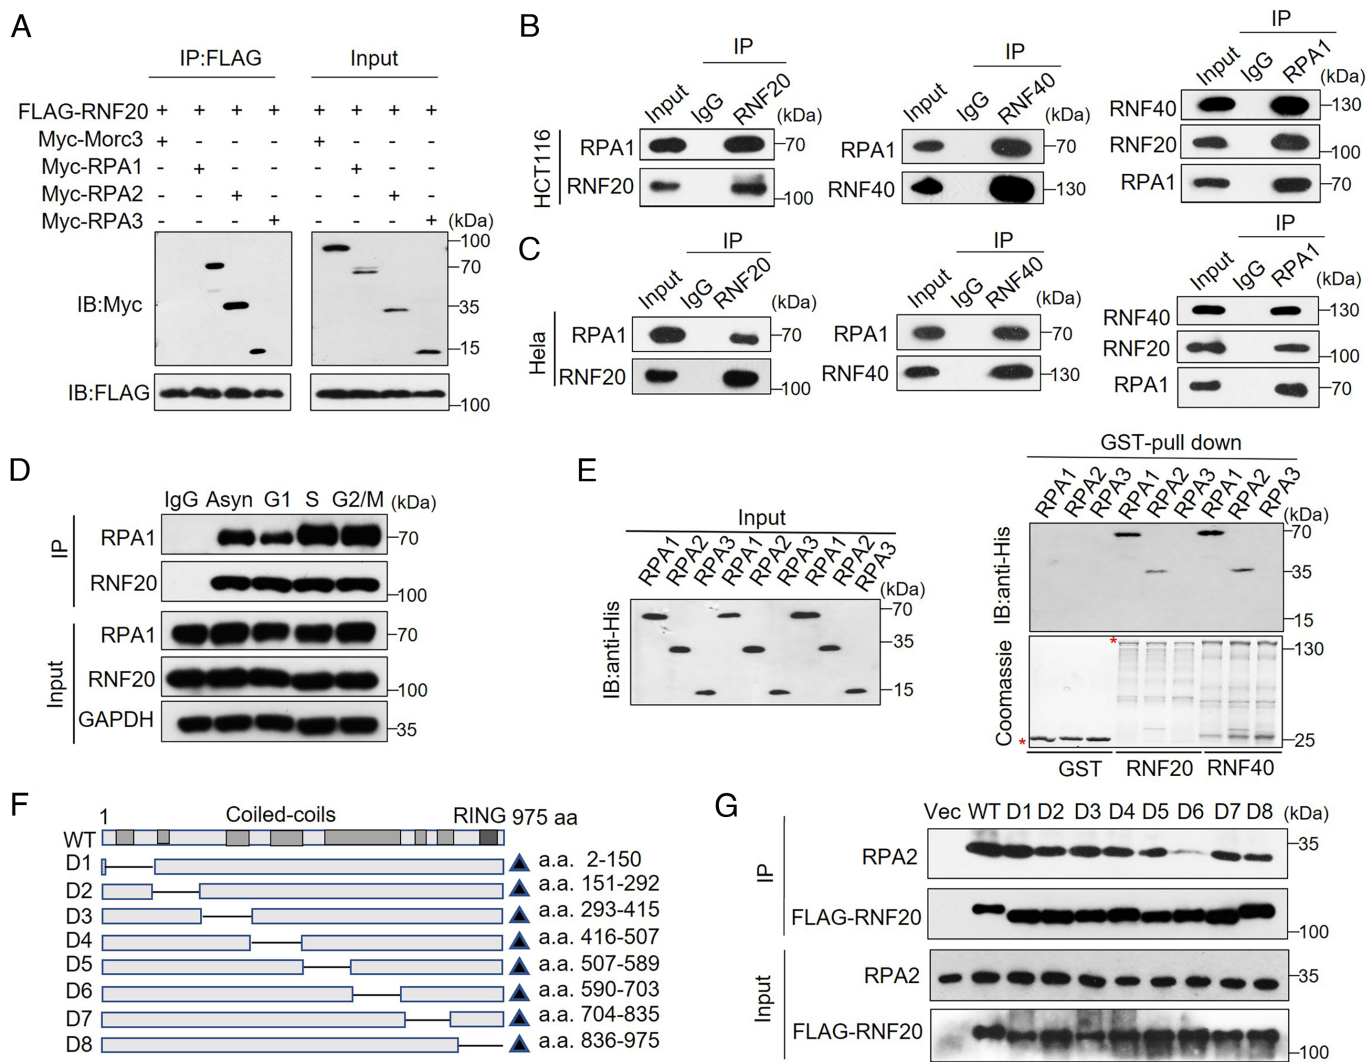 A
IP:FLAG Input
FLAG-RNF20 + + + + + + + +
Myc-Morc3 + - - - + - - -
Myc-RPA1 - + - - - + - -
Myc-RPA2 - - + - - - + -
Myc-RPA3 - - - + - - - + (kDa)
IB:Myc
100
70
35
15
IB:FLAG
100
B
HCT116
IP
Input IgG RNF20 (kDa)
RPA1 70
RNF20 100
IP
Input IgG RNF40 (kDa)
RPA1 70
RNF40 130
IP
Input IgG RPA1 (kDa)
RNF40 130
RNF20 100
RPA1 70
C
Hela
IP
Input IgG RNF20 (kDa)
RPA1 70
RNF20 100
IP
Input IgG RNF40 (kDa)
RPA1 70
RNF40 130
IP
Input IgG RPA1 (kDa)
RNF40 130
RNF20 100
RPA1 70
D
IgG Asyn G1 S G2/M (kDa)
IP
RPA1 70
RNF20 100
Input
RPA1 70
RNF20 100
GAPDH 35
E
Input
RPA1 RPA2 RPA3 RPA1 RPA2 RPA3 RPA1 RPA2 RPA3
(kDa)
IB:anti-His
70
35
15
GST-pull down
RPA1 RPA2 RPA3 RPA1 RPA2 RPA3 RPA1 RPA2 RPA3
(kDa)
IB:anti-His
70
35
15
Coomassie
*
130
*
25
GST RNF20 RNF40
F
1 Coiled-coils RING 975 aa
WT
D1 a.a. 2-150
D2 a.a. 151-292
D3 a.a. 293-415
D4 a.a. 416-507
D5 a.a. 507-589
D6 a.a. 590-703
D7 a.a. 704-835
D8 a.a. 836-975
G
Vec WT D1 D2 D3 D4 D5 D6 D7 D8 (kDa)
IP
RPA2 35
FLAG-RNF20 100
Input
RPA2 35
FLAG-RNF20 100